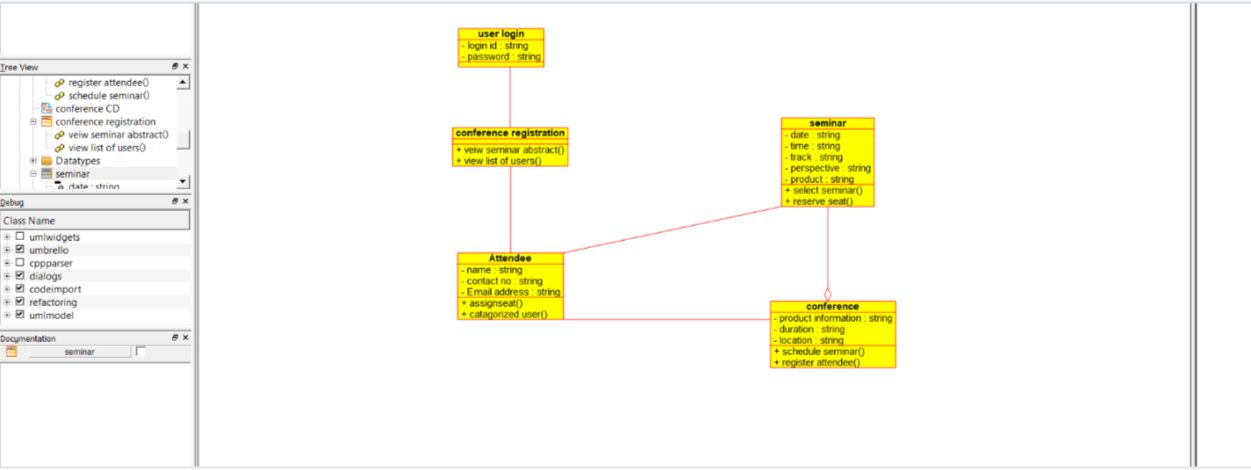 Tree View
register attendee()
schedule seminar()
conference CD
conference registration
veiw seminar abstract()
view list of users()
Datatypes
seminar
date : string
Debug
Class Name
umlwidgets
umbrello
cppparser
dialogs
codeimport
refactoring
umlmodel
Documentation
seminar
user login
- login id : string
- password : string
conference registration
+ veiw seminar abstract()
+ view list of users()
seminar
- date : string
- time : string
- track : string
- perspective : string
- product : string
+ select seminar()
+ reserve seat()
Attendee
- name : string
- contact no : string
- Email address : string
+ assignseat()
+ catagorized user()
conference
- product information : string
- duration : string
- location : string
+ schedule seminar()
+ register attendee()